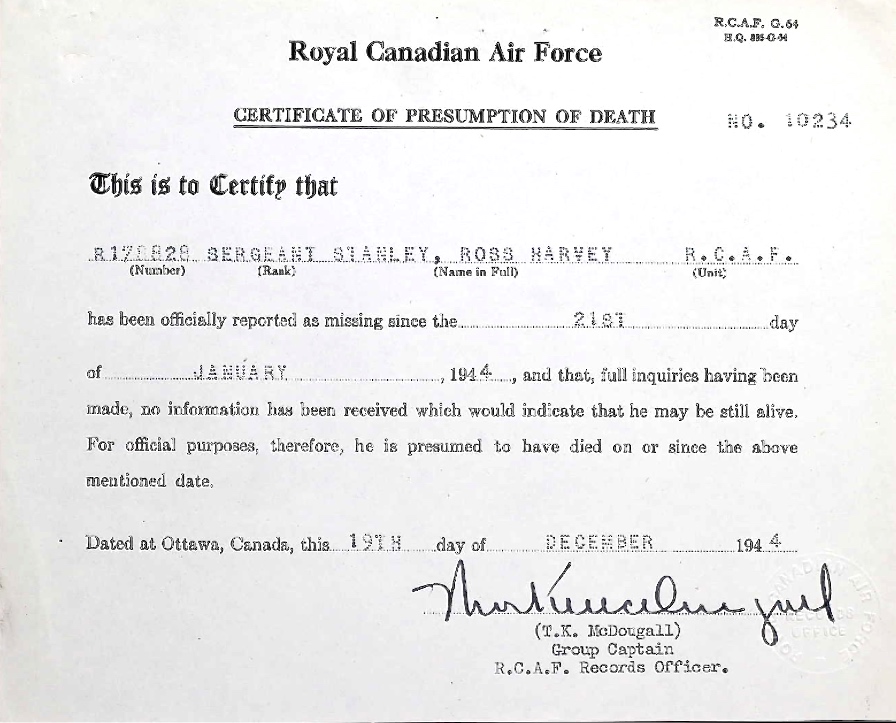 R.C.A.F. G.64
H.Q. 885-G-64
Royal Canadian Air Force
CERTIFICATE OF PRESUMPTION OF DEATH
NO. 10234
This is to Certify that
SERGEANT STANLEY, ROSS HARVEY R.C.A.F.
(Number) (Rank) (Name in Full) (Unit)
has been officially reported as missing since the 21ST day
of JANUARY, 1944, and that, full inquiries having been
made, no information has been received which would indicate that he may be still alive.
For official purposes, therefore, he is presumed to have died on or since the above
mentioned date.
Dated at Ottawa, Canada, this 19TH day of DECEMBER 1944
(T.K. McDougall)
Group Captain
R.C.A.F. Records Officer.
RECORDS
OFFICE